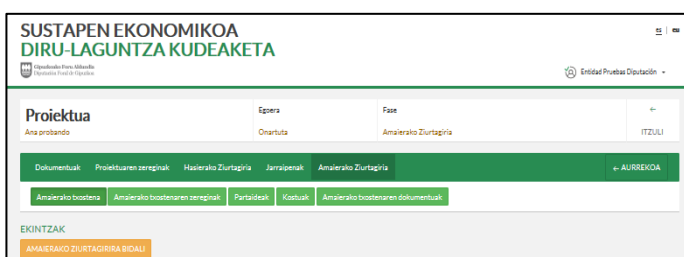 SUSTAPEN EKONOMIKOA
es | eu
DIRU-LAGUNTZA KUDEAKETA
Gipuzkoako Foru Aldundia
Diputación Foral de Gipuzkoa
Entidad Pruebas Diputación
Proiektua
Egoera
Fase
←
Ana probando
Onartuta
Amaierako Ziurtagiria
ITZULI
Dokumentuak Proiektuaren zereginak Hasierako Ziurtagiria Jarraipenak Amaierako Ziurtagiria ← AURREKOA
Amaierako txostena Amaierako txostenaren zereginak Partaideak Kostuak Amaierako txostenaren dokumentuak
EKINTZAK
AMAIERAKO ZIURTAGIRIRA BIDALI